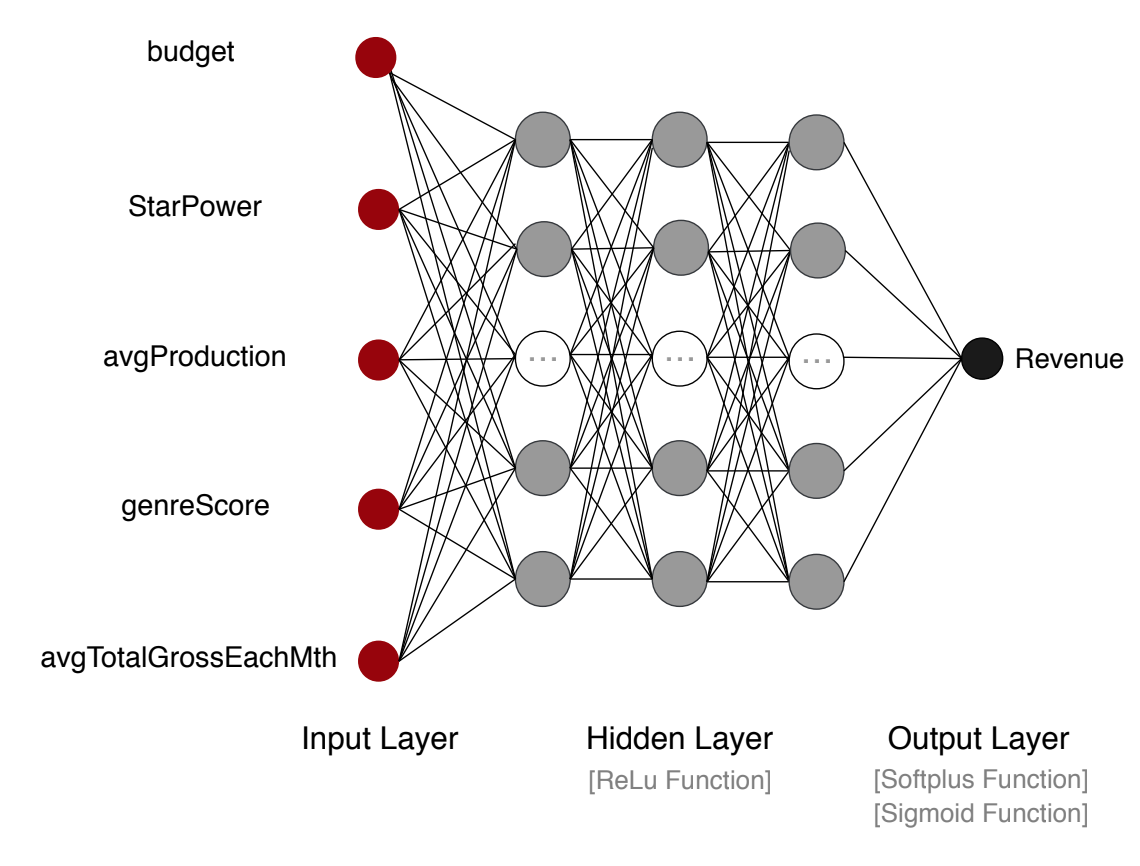 budget
StarPower
avgProduction
genreScore
avgTotalGrossEachMth
...
...
...
Revenue
Input Layer
Hidden Layer
[ReLu Function]
Output Layer
[Softplus Function]
[Sigmoid Function]